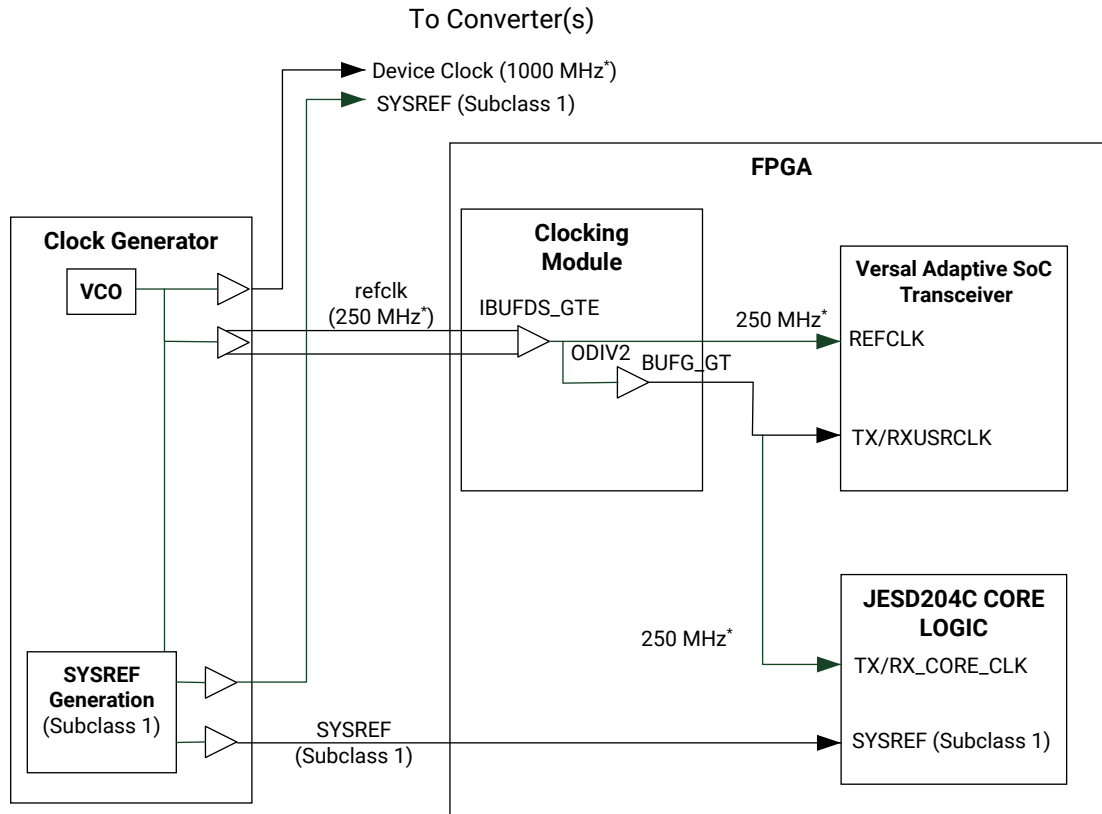 To Converter(s)
Device Clock (1000 MHz*)
SYSREF (Subclass 1)
FPGA
Clock Generator
VCO
refclk
(250 MHz*)
Clocking
Module
IBUFDS_GTE
ODIV2
BUFG_GT
250 MHz*
Versal Adaptive SoC
Transceiver
REFCLK
TX/RXUSRCLK
250 MHz*
JESD204C CORE
LOGIC
TX/RX_CORE_CLK
SYSREF (Subclass 1)
SYSREF
Generation
(Subclass 1)
SYSREF
(Subclass 1)